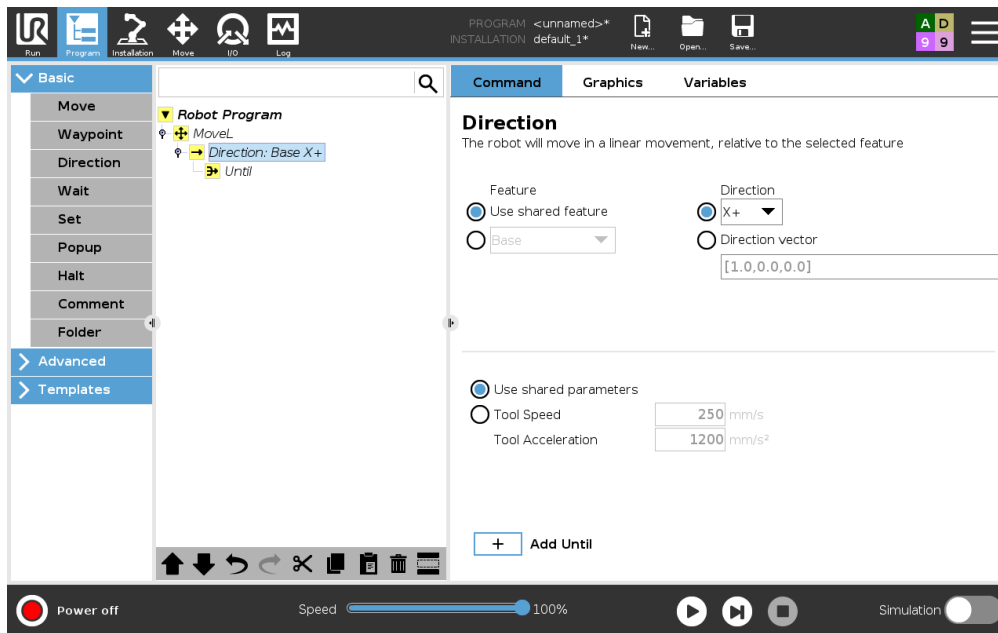 PROGRAM <unnamed>*
INSTALLATION default_1*
Run
Program
Installation
Move
I/O
Log
New...
Open...
Save...
A D
9 9
Basic
Move
Waypoint
Direction
Wait
Set
Popup
Halt
Comment
Folder
Advanced
Templates
Robot Program
MoveL
Direction: Base X+
Until
Command Graphics Variables
Direction
The robot will move in a linear movement, relative to the selected feature
Feature
Use shared feature
Base
Direction
X+
Direction vector
[1.0,0.0,0.0]
Use shared parameters
Tool Speed 250 mm/s
Tool Acceleration 1200 mm/s²
+ Add Until
Power off
Speed 100%
Simulation